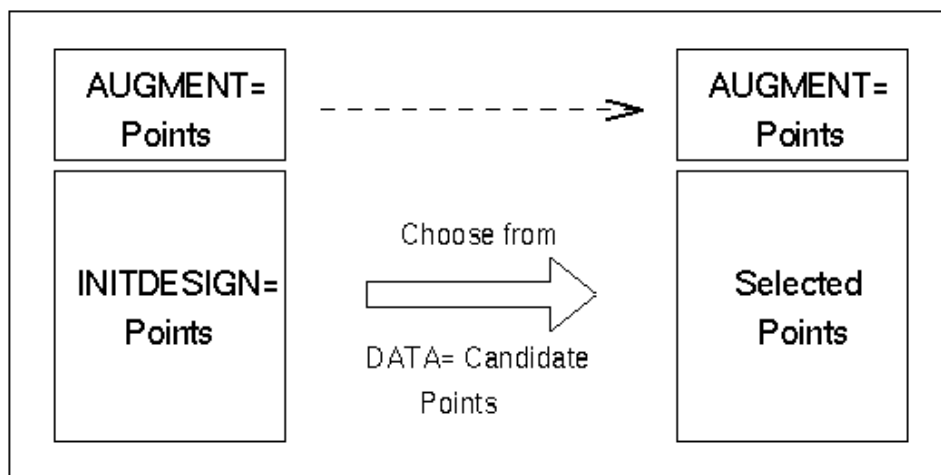 AUGMENT=
Points
AUGMENT=
Points
INITDESIGN=
Points
Choose from
DATA= Candidate
Points
Selected
Points